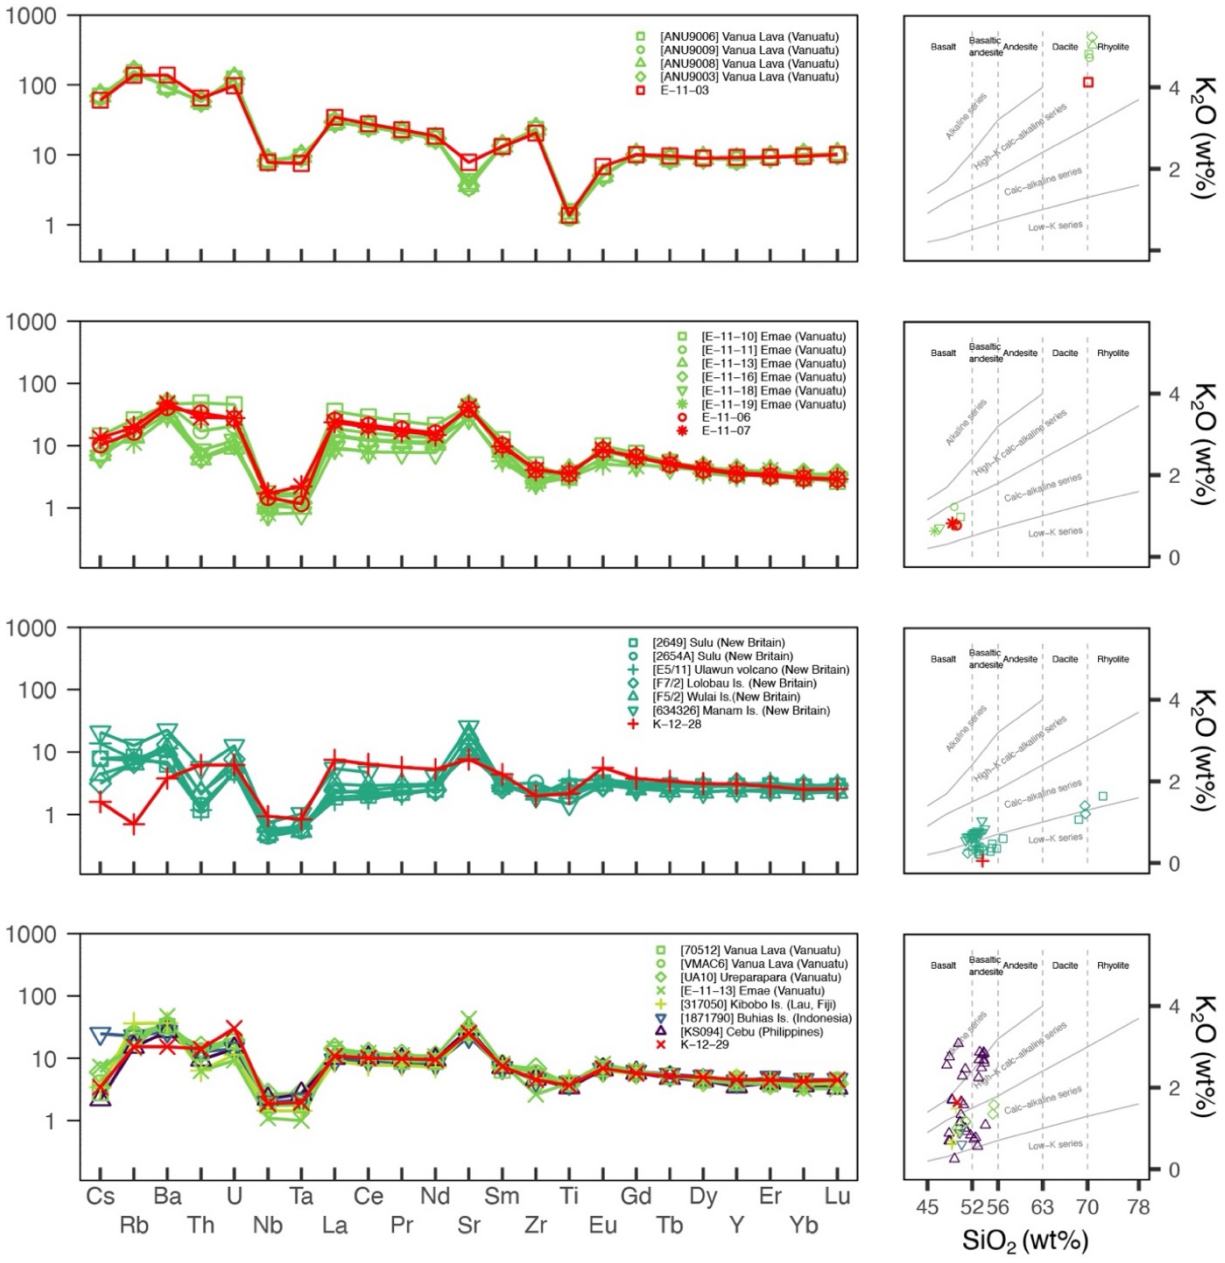 1000
100
10
1
[ANU9006] Vanua Lava (Vanuatu)
[ANU9009] Vanua Lava (Vanuatu)
[ANU9008] Vanua Lava (Vanuatu)
[ANU9003] Vanua Lava (Vanuatu)
E-11-03
Basalt
Basaltic andesite
Andesite
Dacite
Rhyolite
Alkaline series
High-K calc-alkaline series
Calc-alkaline series
Low-K series
4
2
K2O (wt%)
1000
100
10
1
[E-11-10] Emae (Vanuatu)
[E-11-11] Emae (Vanuatu)
[E-11-13] Emae (Vanuatu)
[E-11-16] Emae (Vanuatu)
[E-11-18] Emae (Vanuatu)
[E-11-19] Emae (Vanuatu)
E-11-06
E-11-07
Basalt
Basaltic andesite
Andesite
Dacite
Rhyolite
Alkaline series
High-K calc-alkaline series
Calc-alkaline series
Low-K series
4
2
0
K2O (wt%)
1000
100
10
1
[2649] Sulu (New Britain)
[2654A] Sulu (New Britain)
[E5/11] Ulawun volcano (New Britain)
[F7/2] Lolobau Is. (New Britain)
[F5/2] Wulai Is.(New Britain)
[634326] Manam Is. (New Britain)
K-12-28
Basalt
Basaltic andesite
Andesite
Dacite
Rhyolite
Alkaline series
High-K calc-alkaline series
Calc-alkaline series
Low-K series
4
2
0
K2O (wt%)
1000
100
10
1
[70512] Vanua Lava (Vanuatu)
[VMAC6] Vanua Lava (Vanuatu)
[UA10] Ureparapara (Vanuatu)
[E-11-13] Emae (Vanuatu)
[317050] Kibobo Is. (Lau, Fiji)
[1871790] Buhias Is. (Indonesia)
[KS094] Cebu (Philippines)
K-12-29
Basalt
Basaltic andesite
Andesite
Dacite
Rhyolite
series
High-K calc-alkaline series
Calc-alkaline series
Low-K series
4
2
0
K2O (wt%)
Cs Ba U Ta Ce Nd Sm Ti Gd Dy Er Lu
Rb Th Nb La Pr Sr Zr Eu Tb Y Yb
45 52 56 63 70 78
SiO2 (wt%)